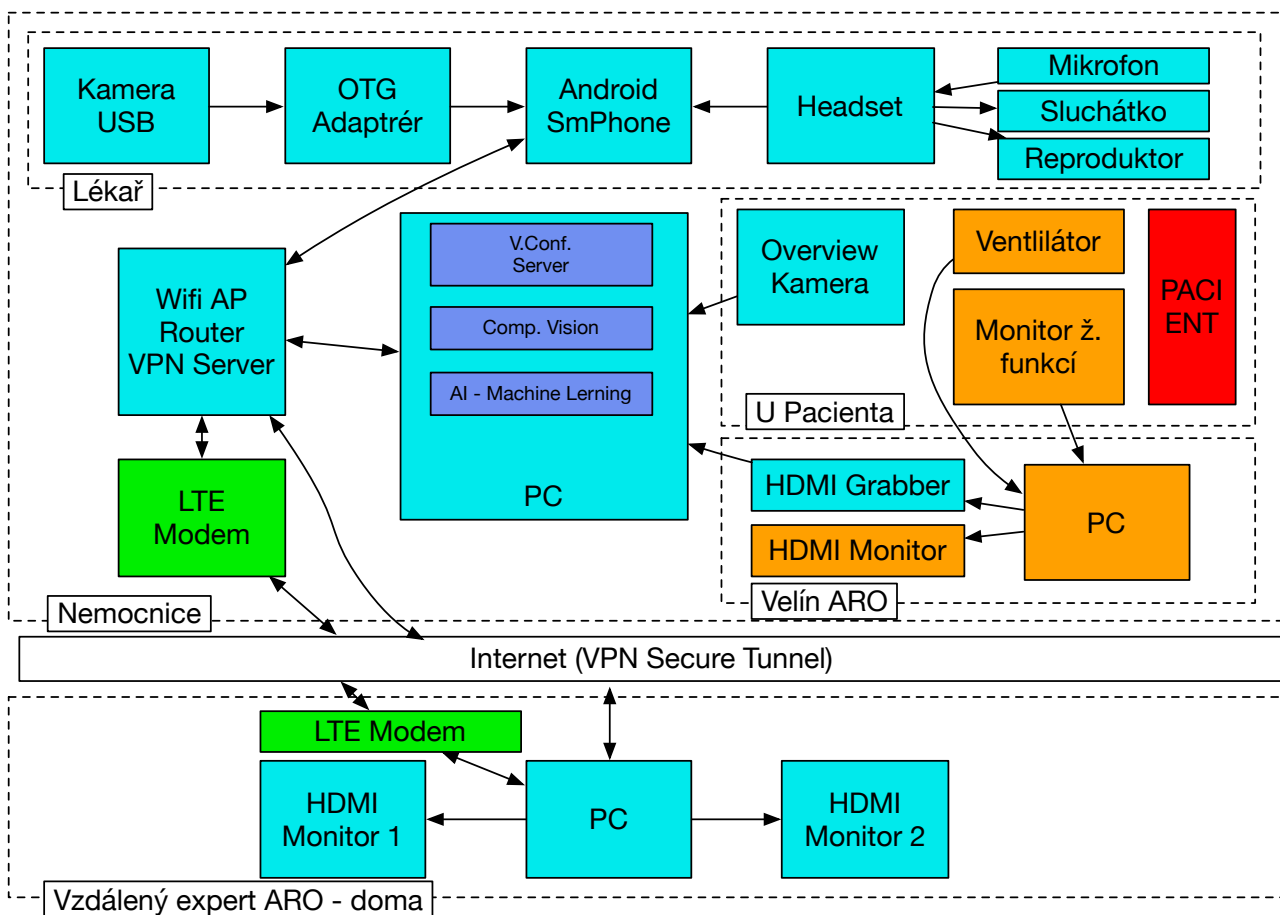 Kamera
USB
OTG
Adaptrér
Android
SmPhone
Headset
Mikrofon
Sluchátko
Reproduktor
Lékař
Wifi AP
Router
VPN Server
V.Conf.
Server
Comp. Vision
AI - Machine Lerning
PC
Overview
Kamera
Ventlilátor
Monitor ž.
funkcí
PACI
ENT
U Pacienta
LTE
Modem
HDMI Grabber
HDMI Monitor
PC
Velín ARO
Nemocnice
Internet (VPN Secure Tunnel)
LTE Modem
HDMI
Monitor 1
PC
HDMI
Monitor 2
Vzdálený expert ARO - doma